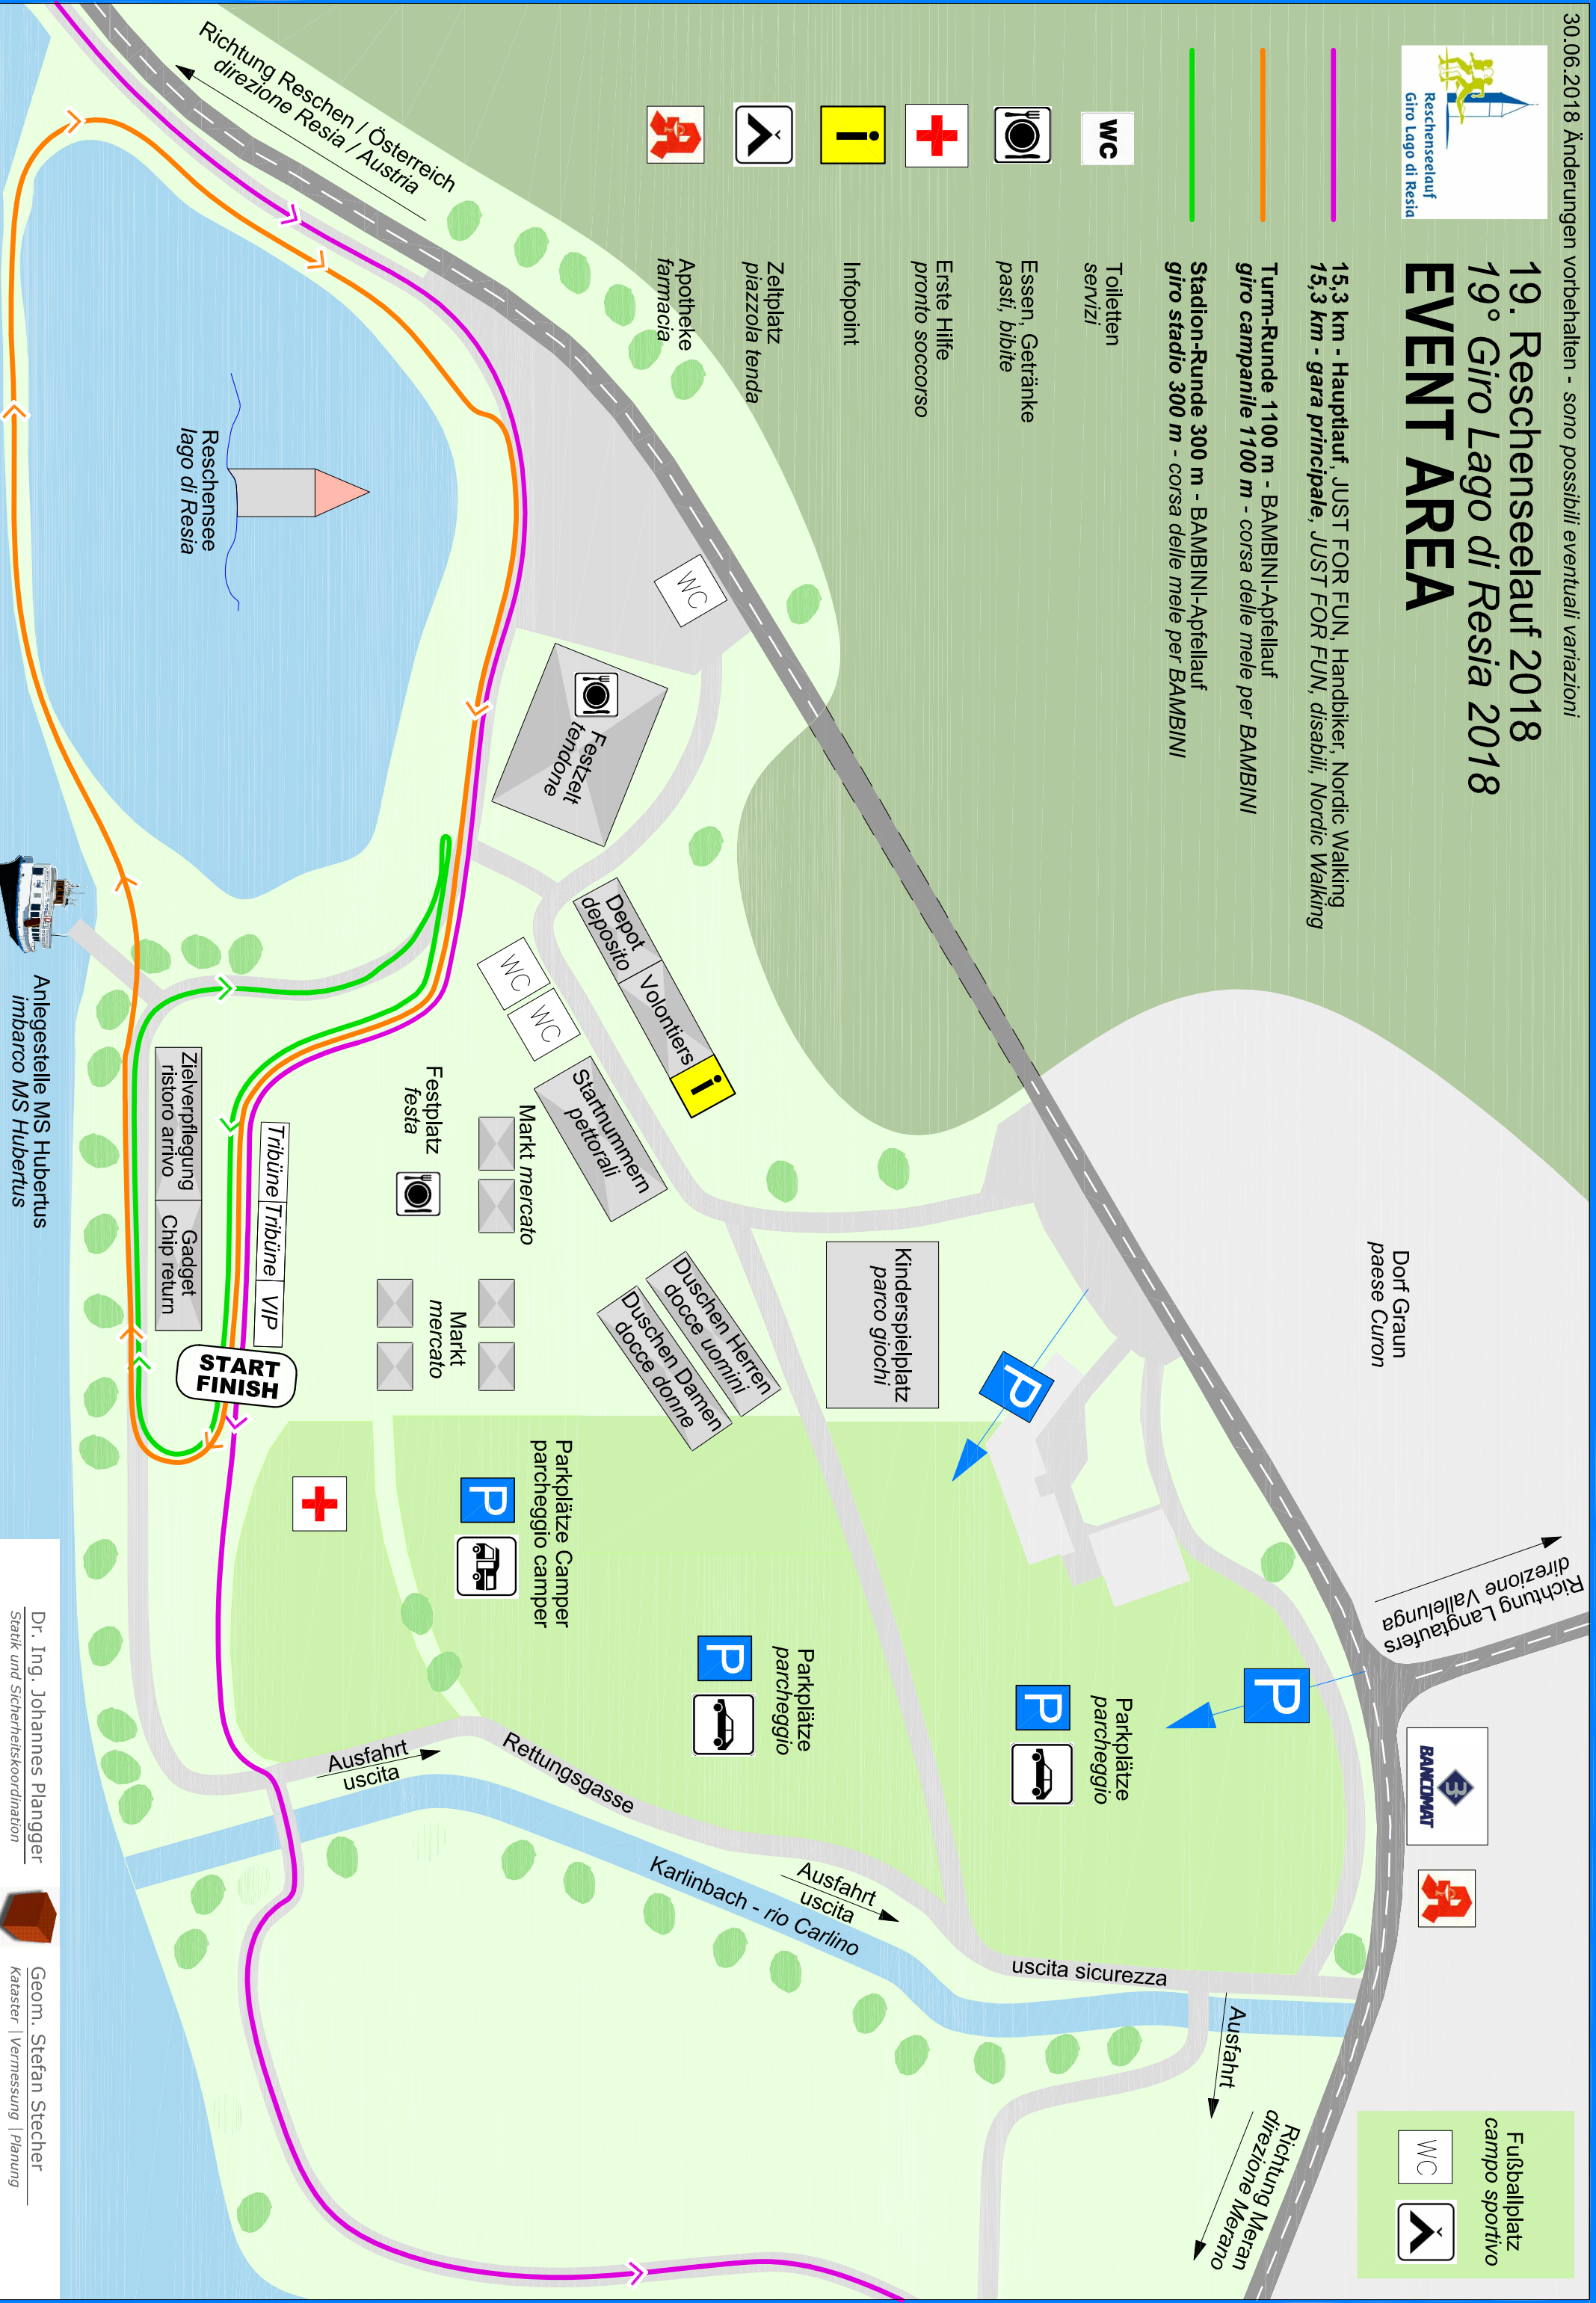 30.06.2018 Änderungen vorbehalten - sono possibili eventuali variazioni
Reschenseelauf
Giro Lago di Resia
19. Reschenseelauf 2018
19° Giro Lago di Resia 2018
EVENT AREA
15,3 km - Hauptlauf, JUST FOR FUN, Handbiker, Nordic Walking
15,3 km - gara principale, JUST FOR FUN, disabili, Nordic Walking
Turm-Runde 1100 m - BAMBINI-Apfellauf
giro campanile 1100 m - corsa delle mele per BAMBINI
Stadion-Runde 300 m - BAMBINI-Apfellauf
giro stadio 300 m - corsa delle mele per BAMBINI
WC
Toiletten
servizi
Essen, Getränke
pasti, bibite
Erste Hilfe
pronto soccorso
i
Infopoint
Zeltplatz
piazzola tenda
Apotheke
farmacia
Richtung Reschen / Österreich
direzione Resia / Austria
Reschensee
lago di Resia
WC
Festzelt
tendone
Depot
deposito
Volontiers
i
WC
WC
Startnummern
pettorali
Markt mercato
Festplatz
festa
Markt
mercato
Tribüne
Tribüne
VIP
Zielverpflegung
ristoro arrivo
Gadget
Chip return
START
FINISH
Anlegestelle MS Hubertus
imbarco MS Hubertus
Duschen Herren
docce uomini
Duschen Damen
docce donne
Kinderspielplatz
parco giochi
Dorf Graun
paese Curon
P
P
Richtung Langtaufers
direzione Vallelunga
Parkplätze Camper
parcheggio camper
P
Parkplätze
parcheggio
P
Parkplätze
parcheggio
P
BANCOMAT
Ausfahrt
uscita
Rettungsgasse
Ausfahrt
uscita
Karlinbach - rio Carlino
uscita sicurezza
Ausfahrt
Richtung Meran
direzione Merano
Fußballplatz
campo sportivo
WC
Dr. Ing. Johannes Plangger
Statik und Sicherheitskoordination
Geom. Stefan Stecher
Kataster | Vermessung | Planung